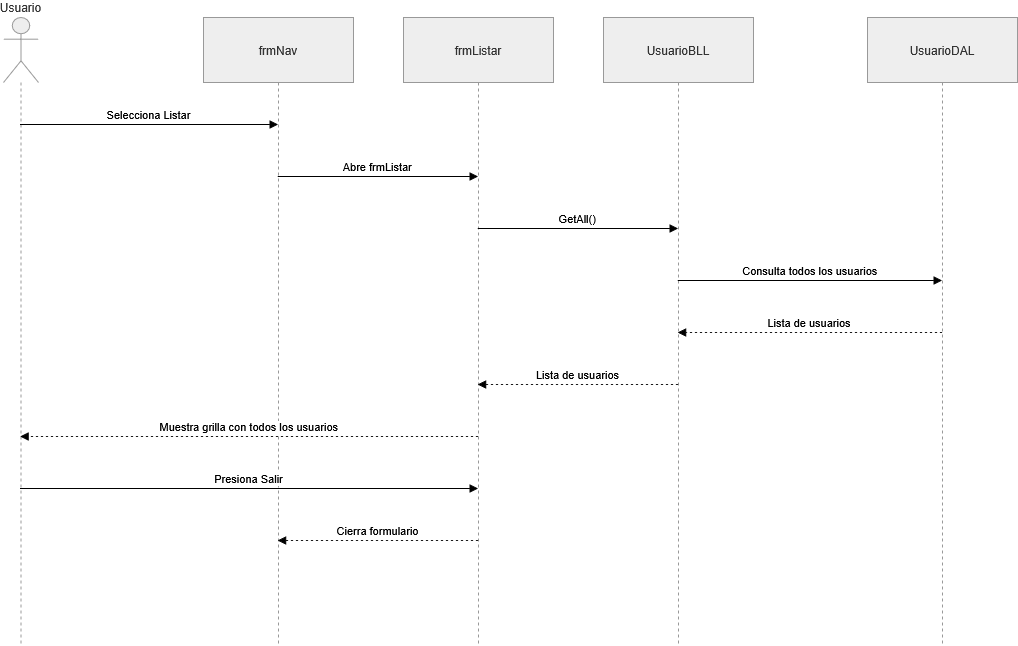 Usuario
frmNav
frmListar
UsuarioBLL
UsuarioDAL
Selecciona Listar
Abre frmListar
GetAll()
Consulta todos los usuarios
Lista de usuarios
Lista de usuarios
Muestra grilla con todos los usuarios
Presiona Salir
Cierra formulario